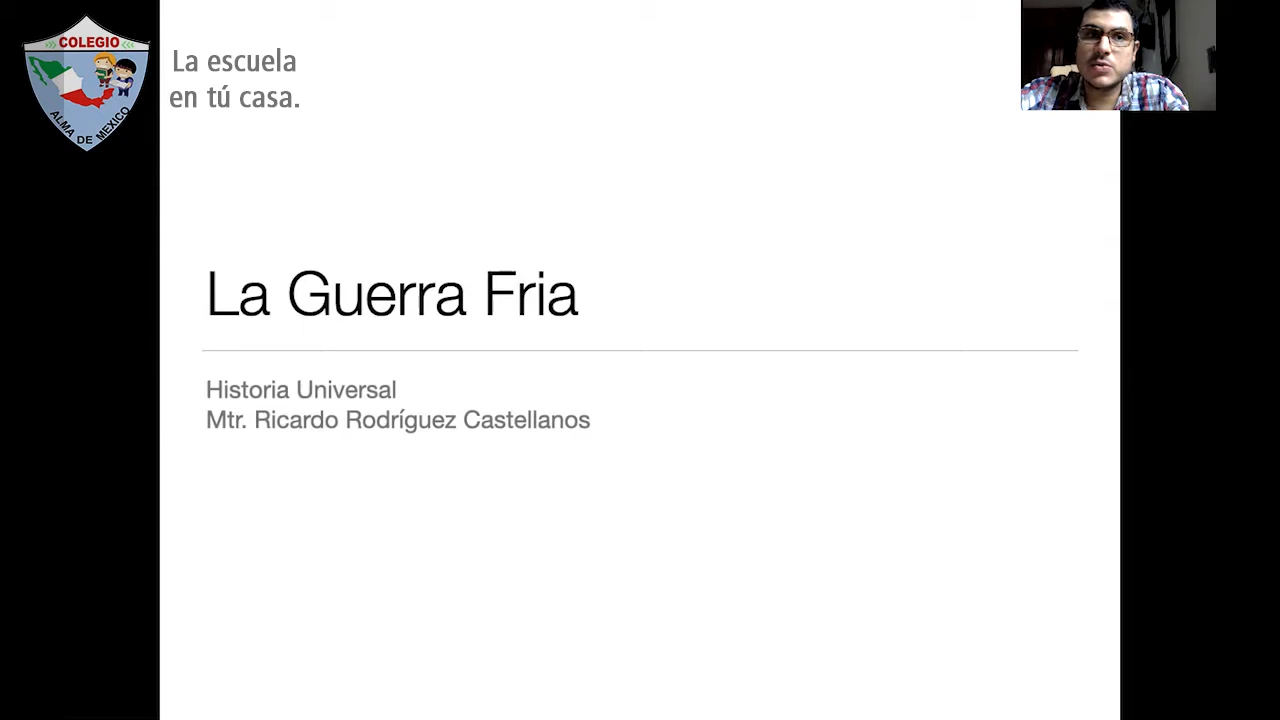 COLEGIO
ALMA DE MEXICO
La escuela
en tú casa.
La Guerra Fria
Historia Universal
Mtr. Ricardo Rodríguez Castellanos